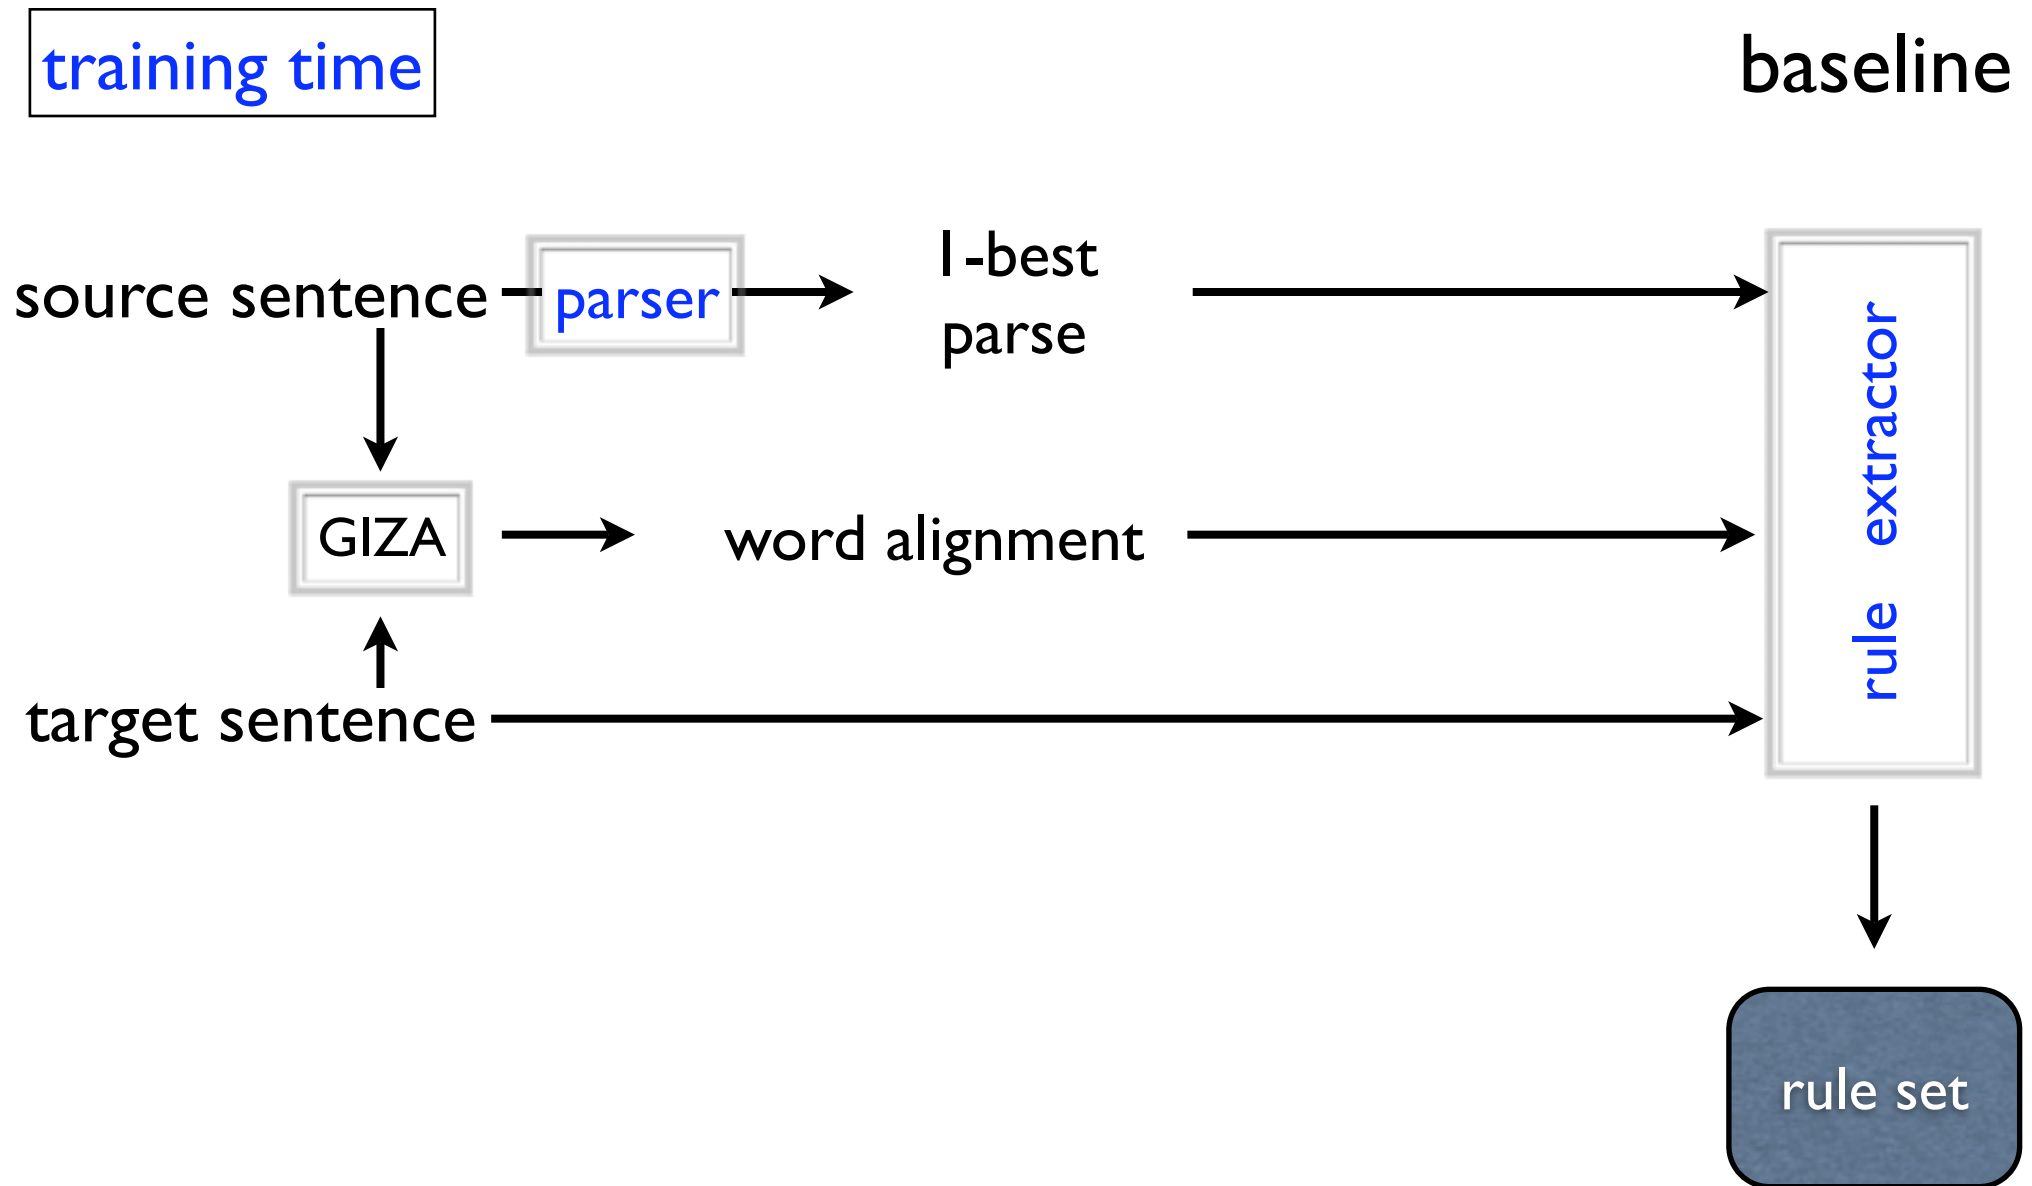 training time
baseline
source sentence
parser
1-best
parse
GIZA
word alignment
target sentence
rule extractor
rule set